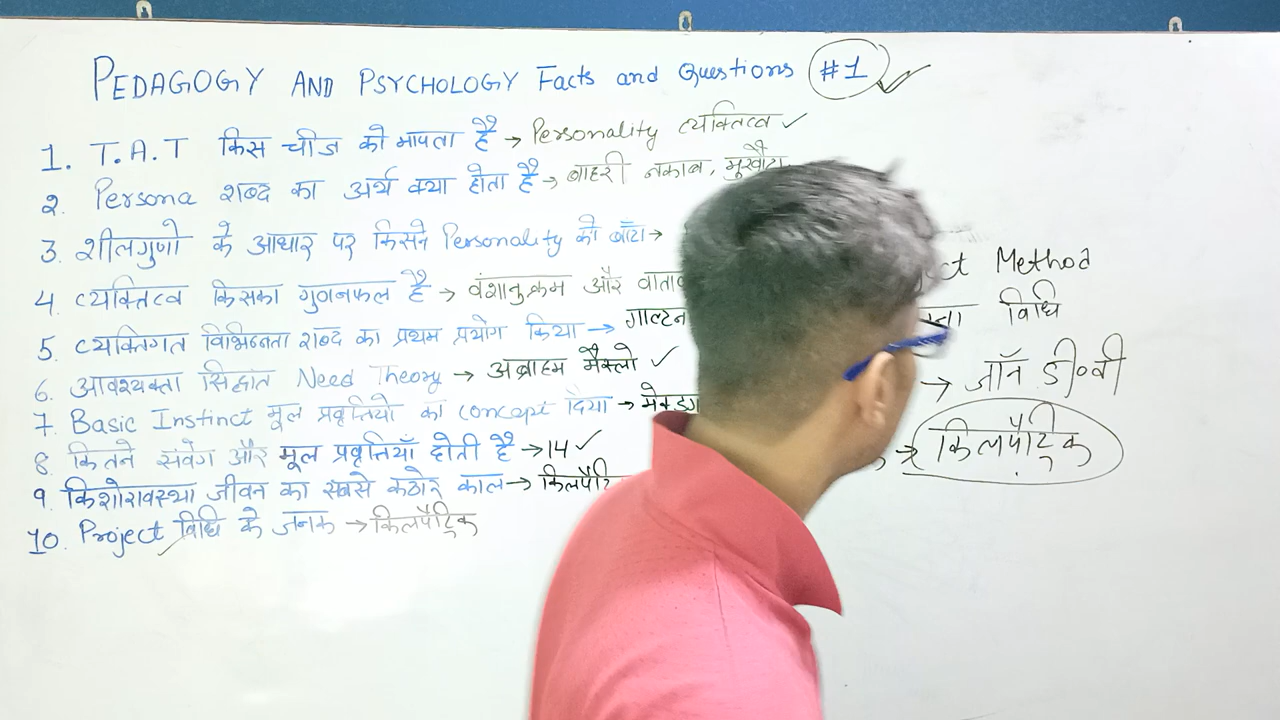 PEDAGOGY AND PSYCHOLOGY Facts and Questions #1
1. T.A.T किस चीज को मापता है → Personality व्यक्तित्व
2. Persona शब्द का अर्थ क्या होता है → बाहरी नकाब, मुखौटा
3. शीलगुणो के आधार पर किसने Personality को बाँटा →
4. व्यक्तित्व किसका गुणनफल है → वंशानुक्रम और
5. व्यक्तिगत विभिन्नता शब्द का प्रथम प्रयोग किया → गाल्टन
6. आवश्यक्ता सिद्धांत Need Theory → अब्राहम मैस्लो
7. Basic Instinct मूल प्रवृत्तियो का concept दिया →
8. कितने संवेग और मूल प्रवृत्तियाँ होती है → 14
9. किशोरावस्था जीवन का सबसे कठोर काल →
10. Project विधि के जनक → किलपैट्रिक
Method
विधि
→ जॉन डी०वी
→ किलपैट्रिक